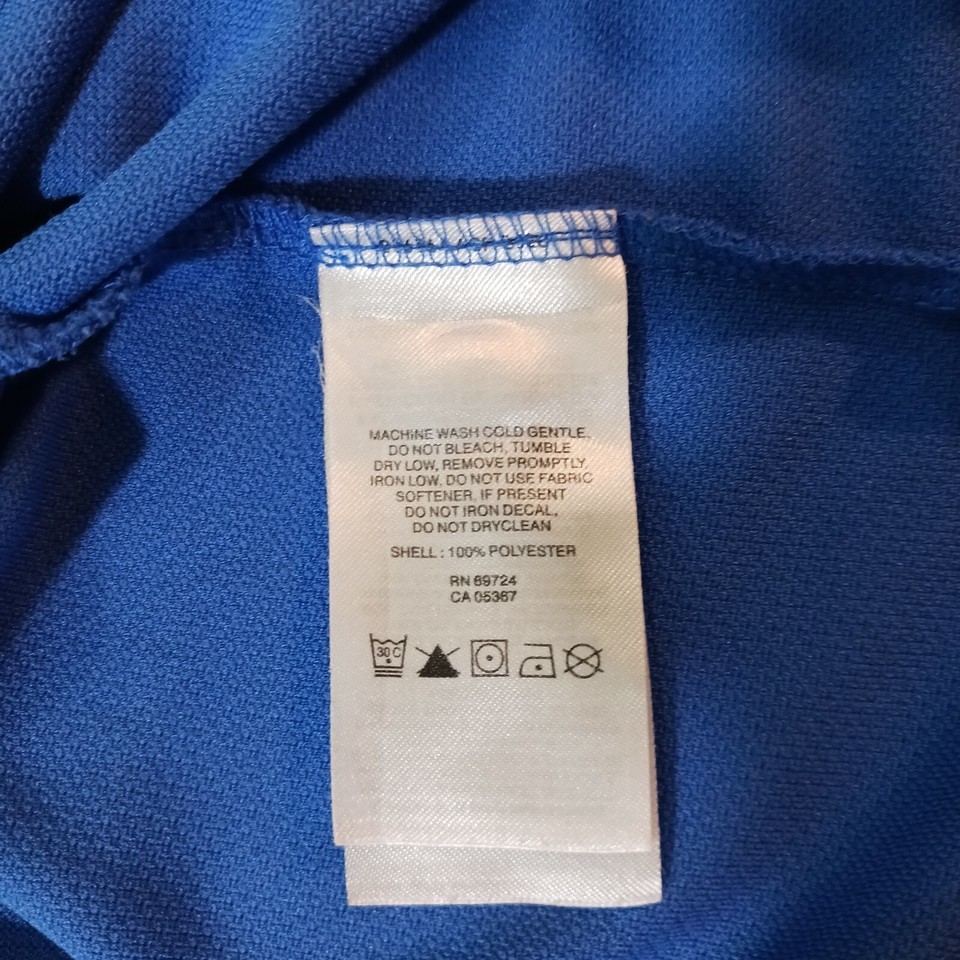 MACHINE WASH COLD GENTLE,
DO NOT BLEACH, TUMBLE
DRY LOW, REMOVE PROMPTLY,
IRON LOW, DO NOT USE FABRIC
SOFTENER, IF PRESENT
DO NOT IRON DECAL,
DO NOT DRYCLEAN
SHELL : 100% POLYESTER
RN 69724
CA 05367
30 C